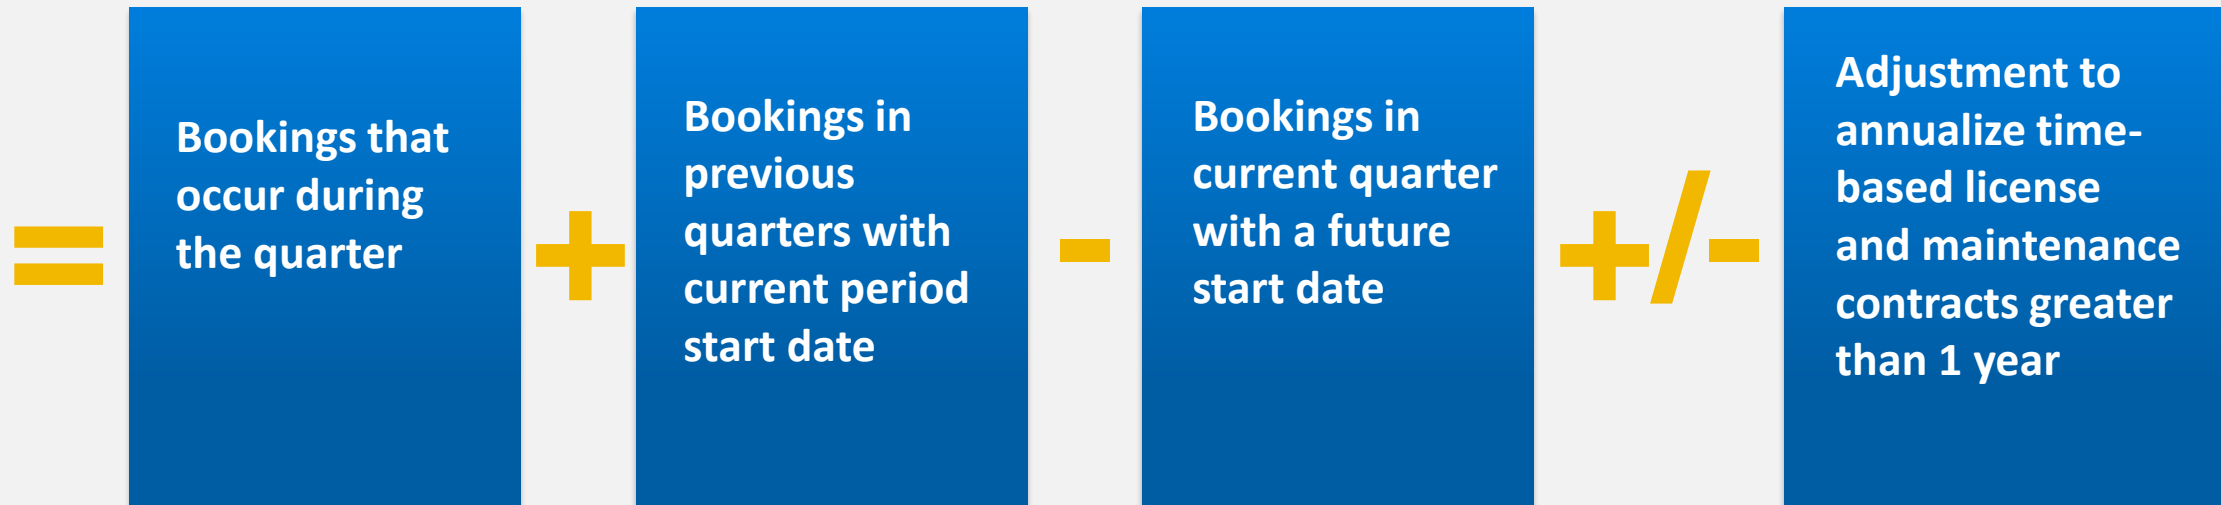 =
Bookings that
occur during
the quarter
+
Bookings in
previous
quarters with
current period
start date
-
Bookings in
current quarter
with a future
start date
+/-
Adjustment to
annualize time-
based license
and maintenance
contracts greater
than 1 year